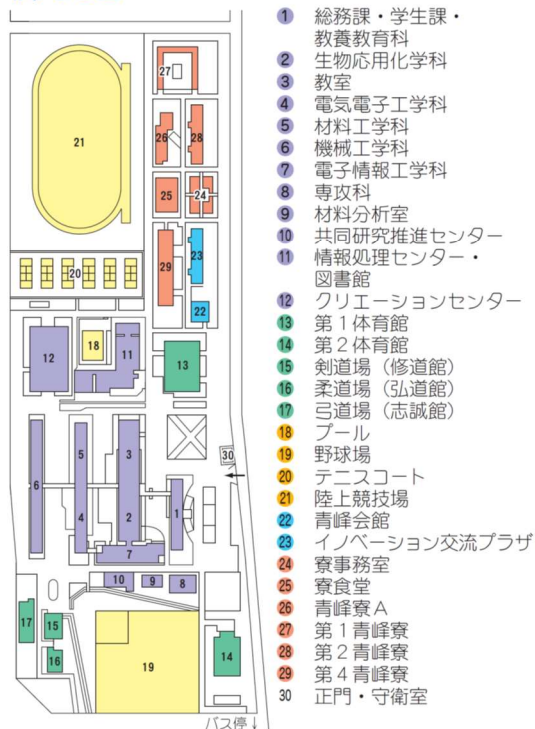 1 総務課・学生課・
教養教育科
2 生物応用化学科
3 教室
4 電気電子工学科
5 材料工学科
6 機械工学科
7 電子情報工学科
8 専攻科
9 材料分析室
10 共同研究推進センター
11 情報処理センター・
図書館
12 クリエーションセンター
13 第1体育館
14 第2体育館
15 剣道場（修道館）
16 柔道場（弘道館）
17 弓道場（志誠館）
18 プール
19 野球場
20 テニスコート
21 陸上競技場
22 青峰会館
23 イノベーション交流プラザ
24 寮事務室
25 寮食堂
26 青峰寮A
27 第1青峰寮
28 第2青峰寮
29 第4青峰寮
30 正門・守衛室
27
21
26
28
25
24
29
23
20
22
18
12
11
13
5
3
30
6
1
4
2
7
10
9
8
17
15
16
19
14
バス停↓